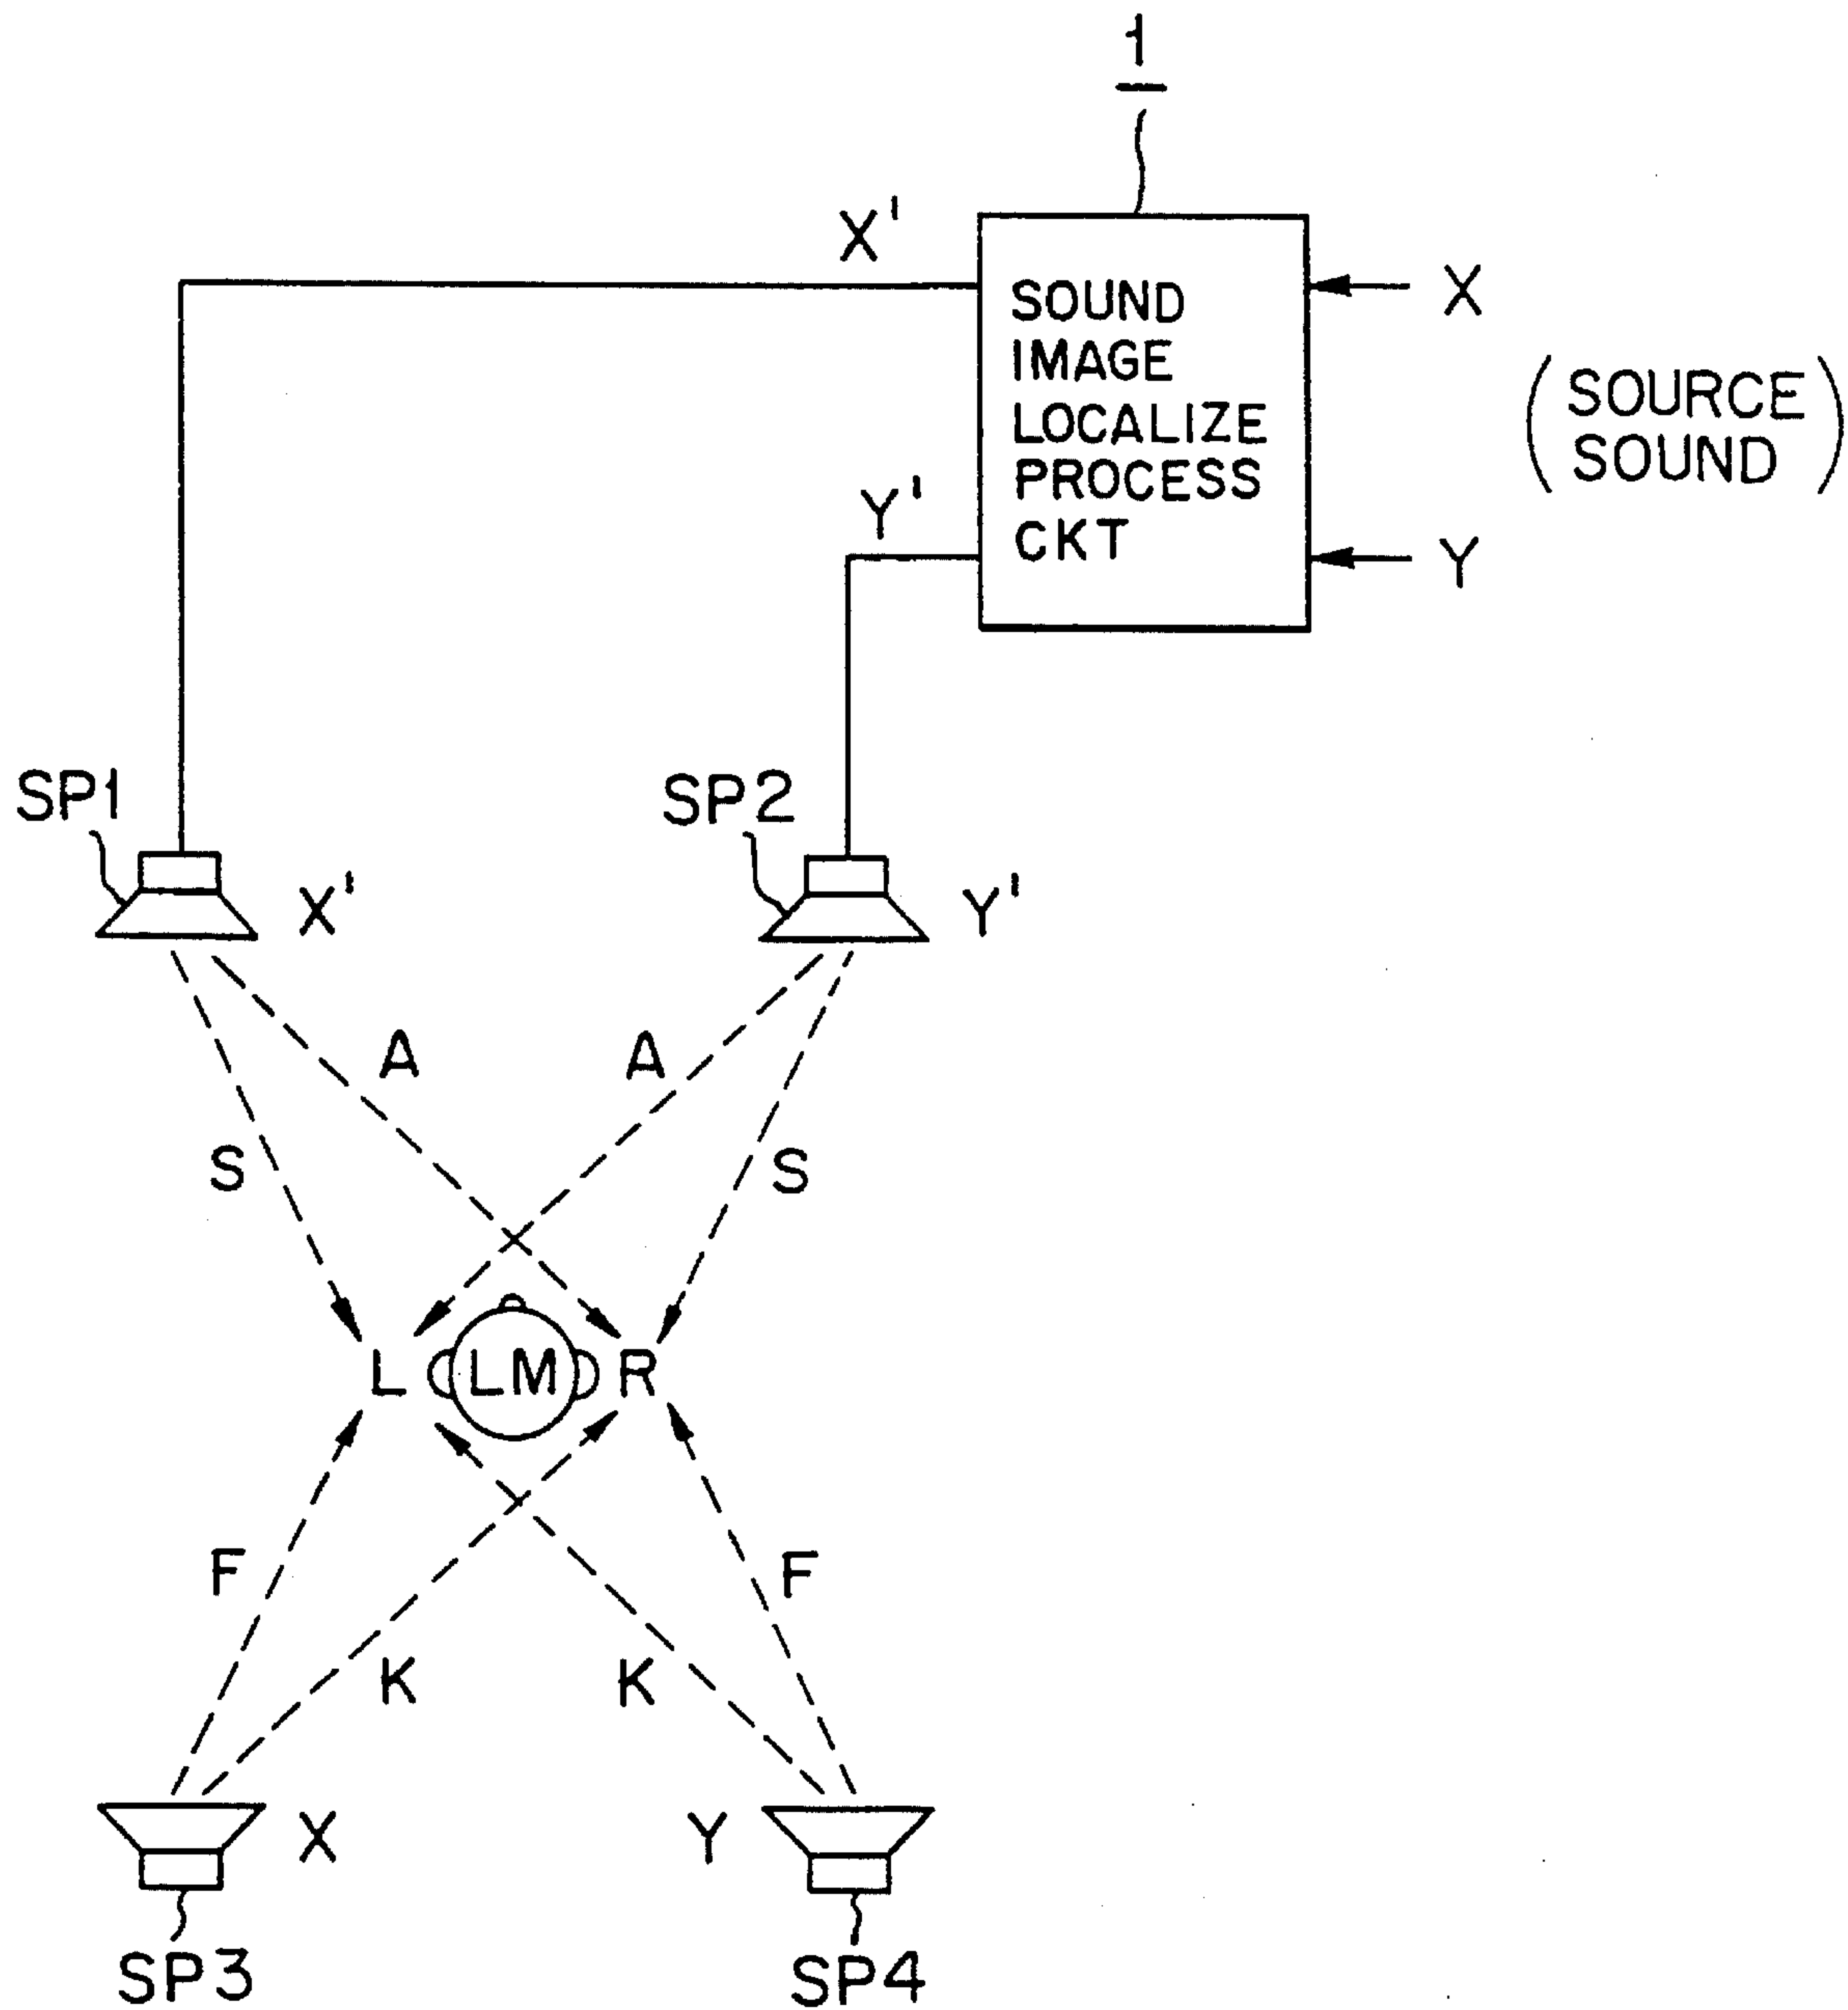 1
X'
SOUND
IMAGE
LOCALIZE
PROCESS
CKT
X
(SOURCE
SOUND)
Y'
Y
SP1
SP2
X'
Y'
A
A
S
S
L
LM
R
F
F
K
K
X
Y
SP3
SP4